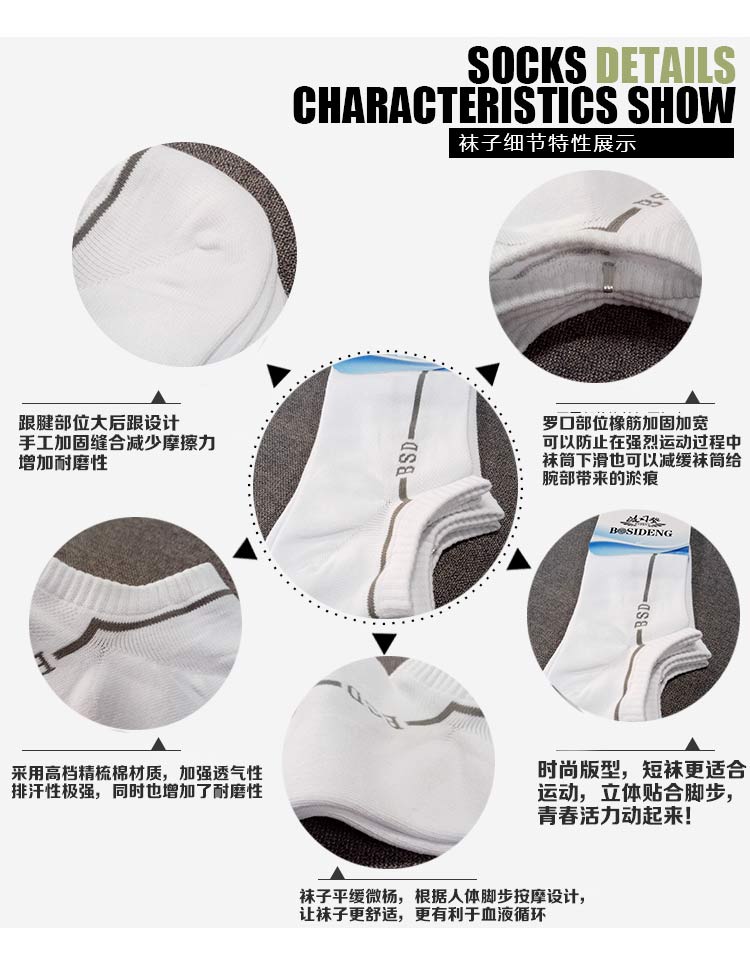 SOCKS DETAILS
CHARACTERISTICS SHOW
袜子细节特性展示
跟腱部位大后跟设计
手工加固缝合减少摩擦力
增加耐磨性
罗口部位橡筋加固加宽
可以防止在强烈运动过程中
袜筒下滑也可以减缓袜筒给
腕部带来的淤痕
BSD
BSD
B●SIDENG
BSD
BSD
采用高档精梳棉材质，加强透气性
排汗性极强，同时也增加了耐磨性
时尚版型，短袜更适合
运动，立体贴合脚步，
青春活力动起来！
袜子平缓微杨，根据人体脚步按摩设计，
让袜子更舒适，更有利于血液循环